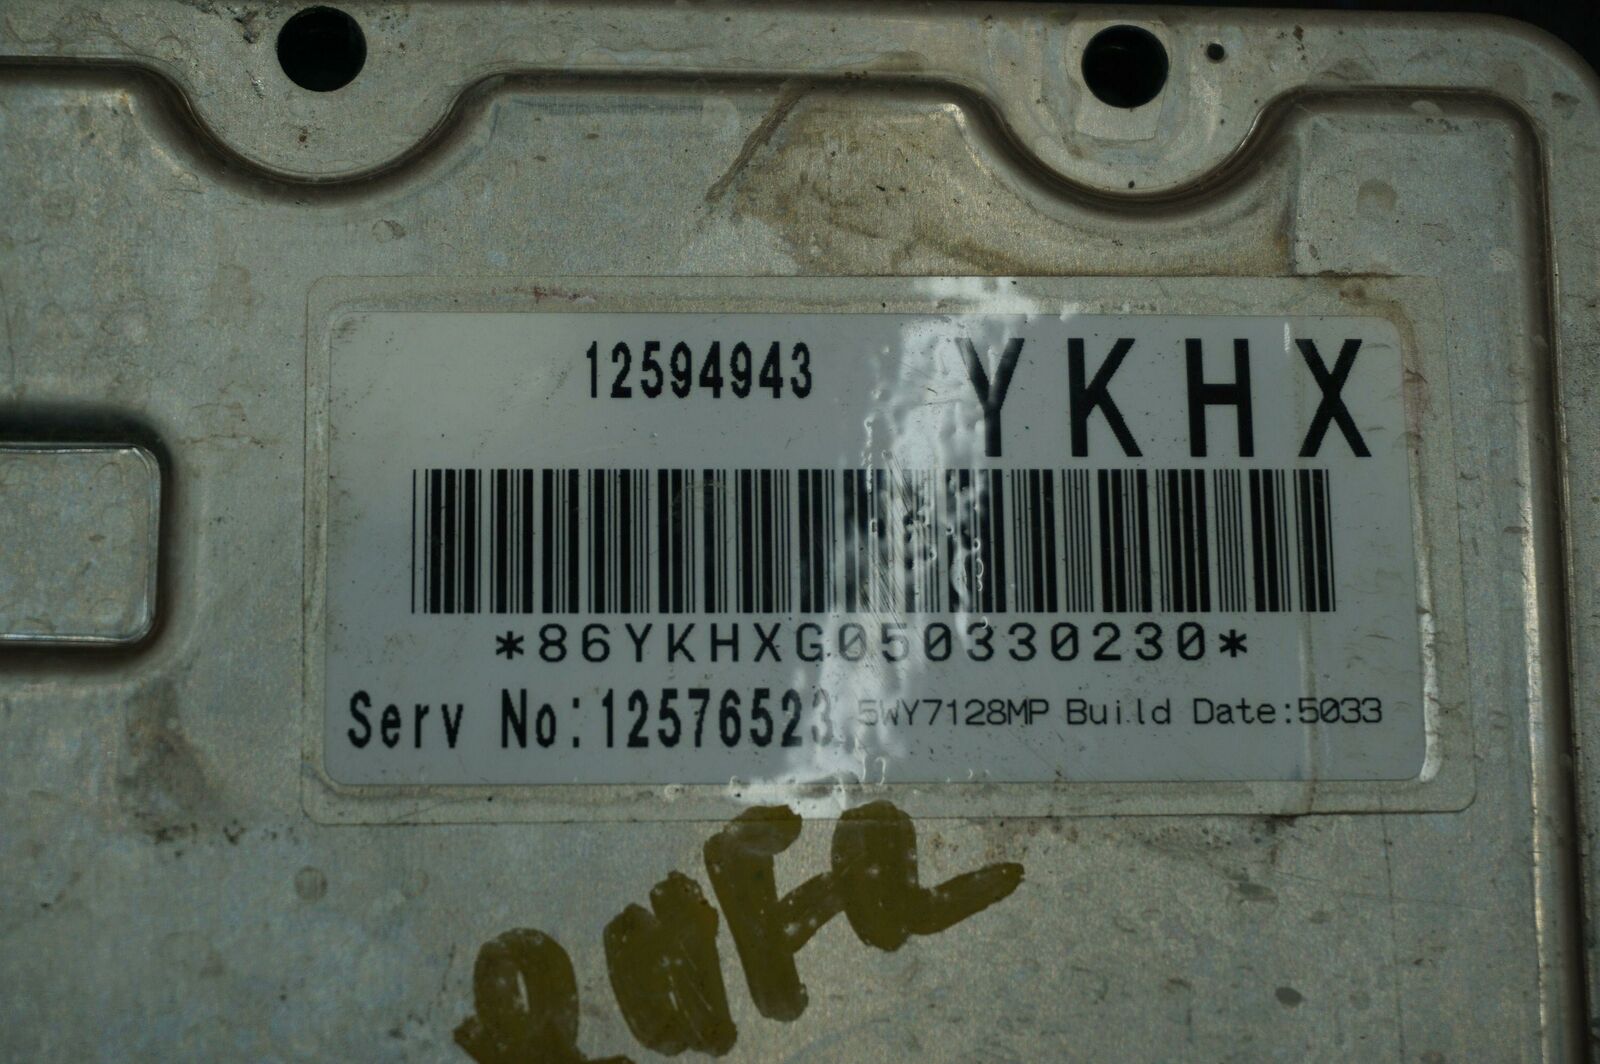 12594943 YKHX
*86YKHXG050330230*
Serv No:12576523 5WY7128MP Build Date:5033